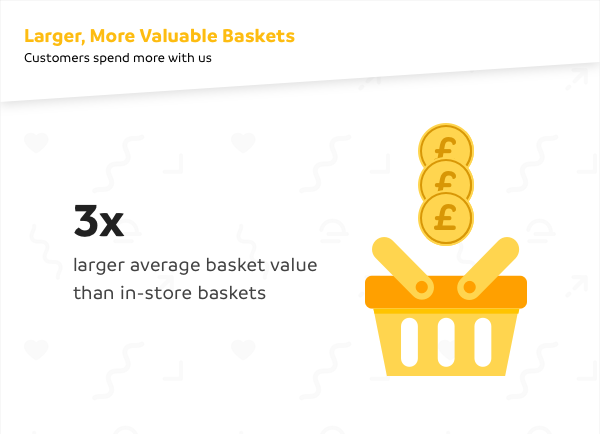 Larger, More Valuable Baskets
Customers spend more with us
£
£
3x
£
larger average basket value
than in-store baskets